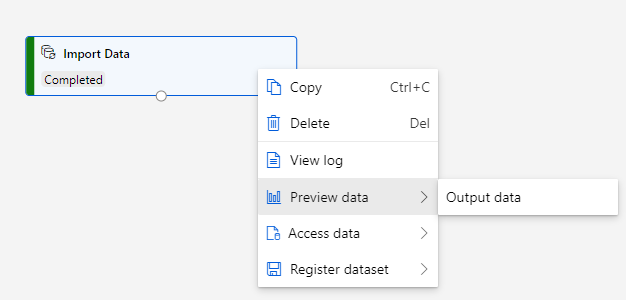 Import Data
Completed
Copy Ctrl+C
Delete Del
View log
Preview data
Output data
Access data
Register dataset